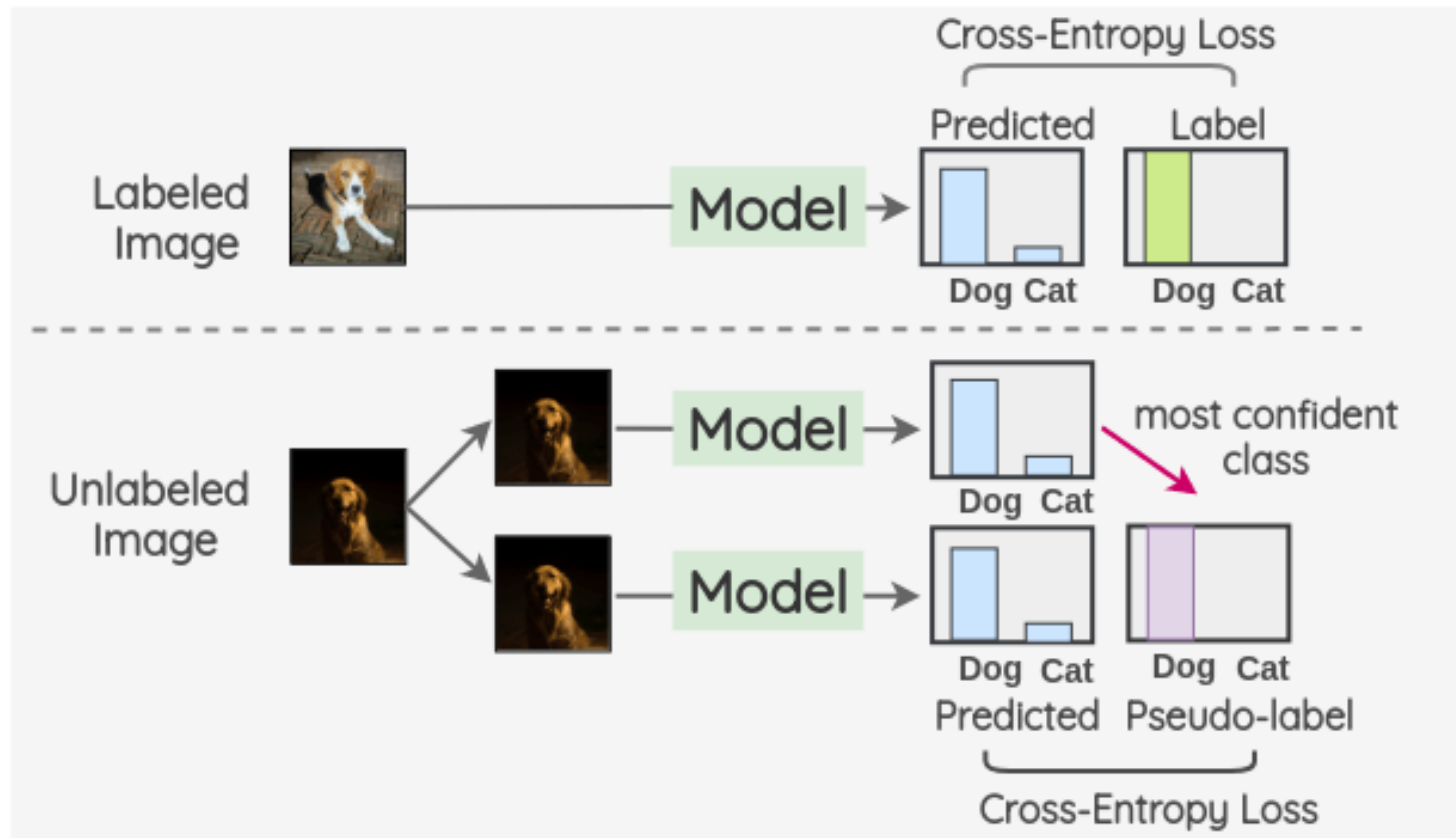 Cross-Entropy Loss
Predicted
Label
Labeled
Image
Model
Dog Cat
Dog Cat
Unlabeled
Image
Model
most confident
class
Dog Cat
Model
Dog Cat
Dog Cat
Predicted
Pseudo-label
Cross-Entropy Loss